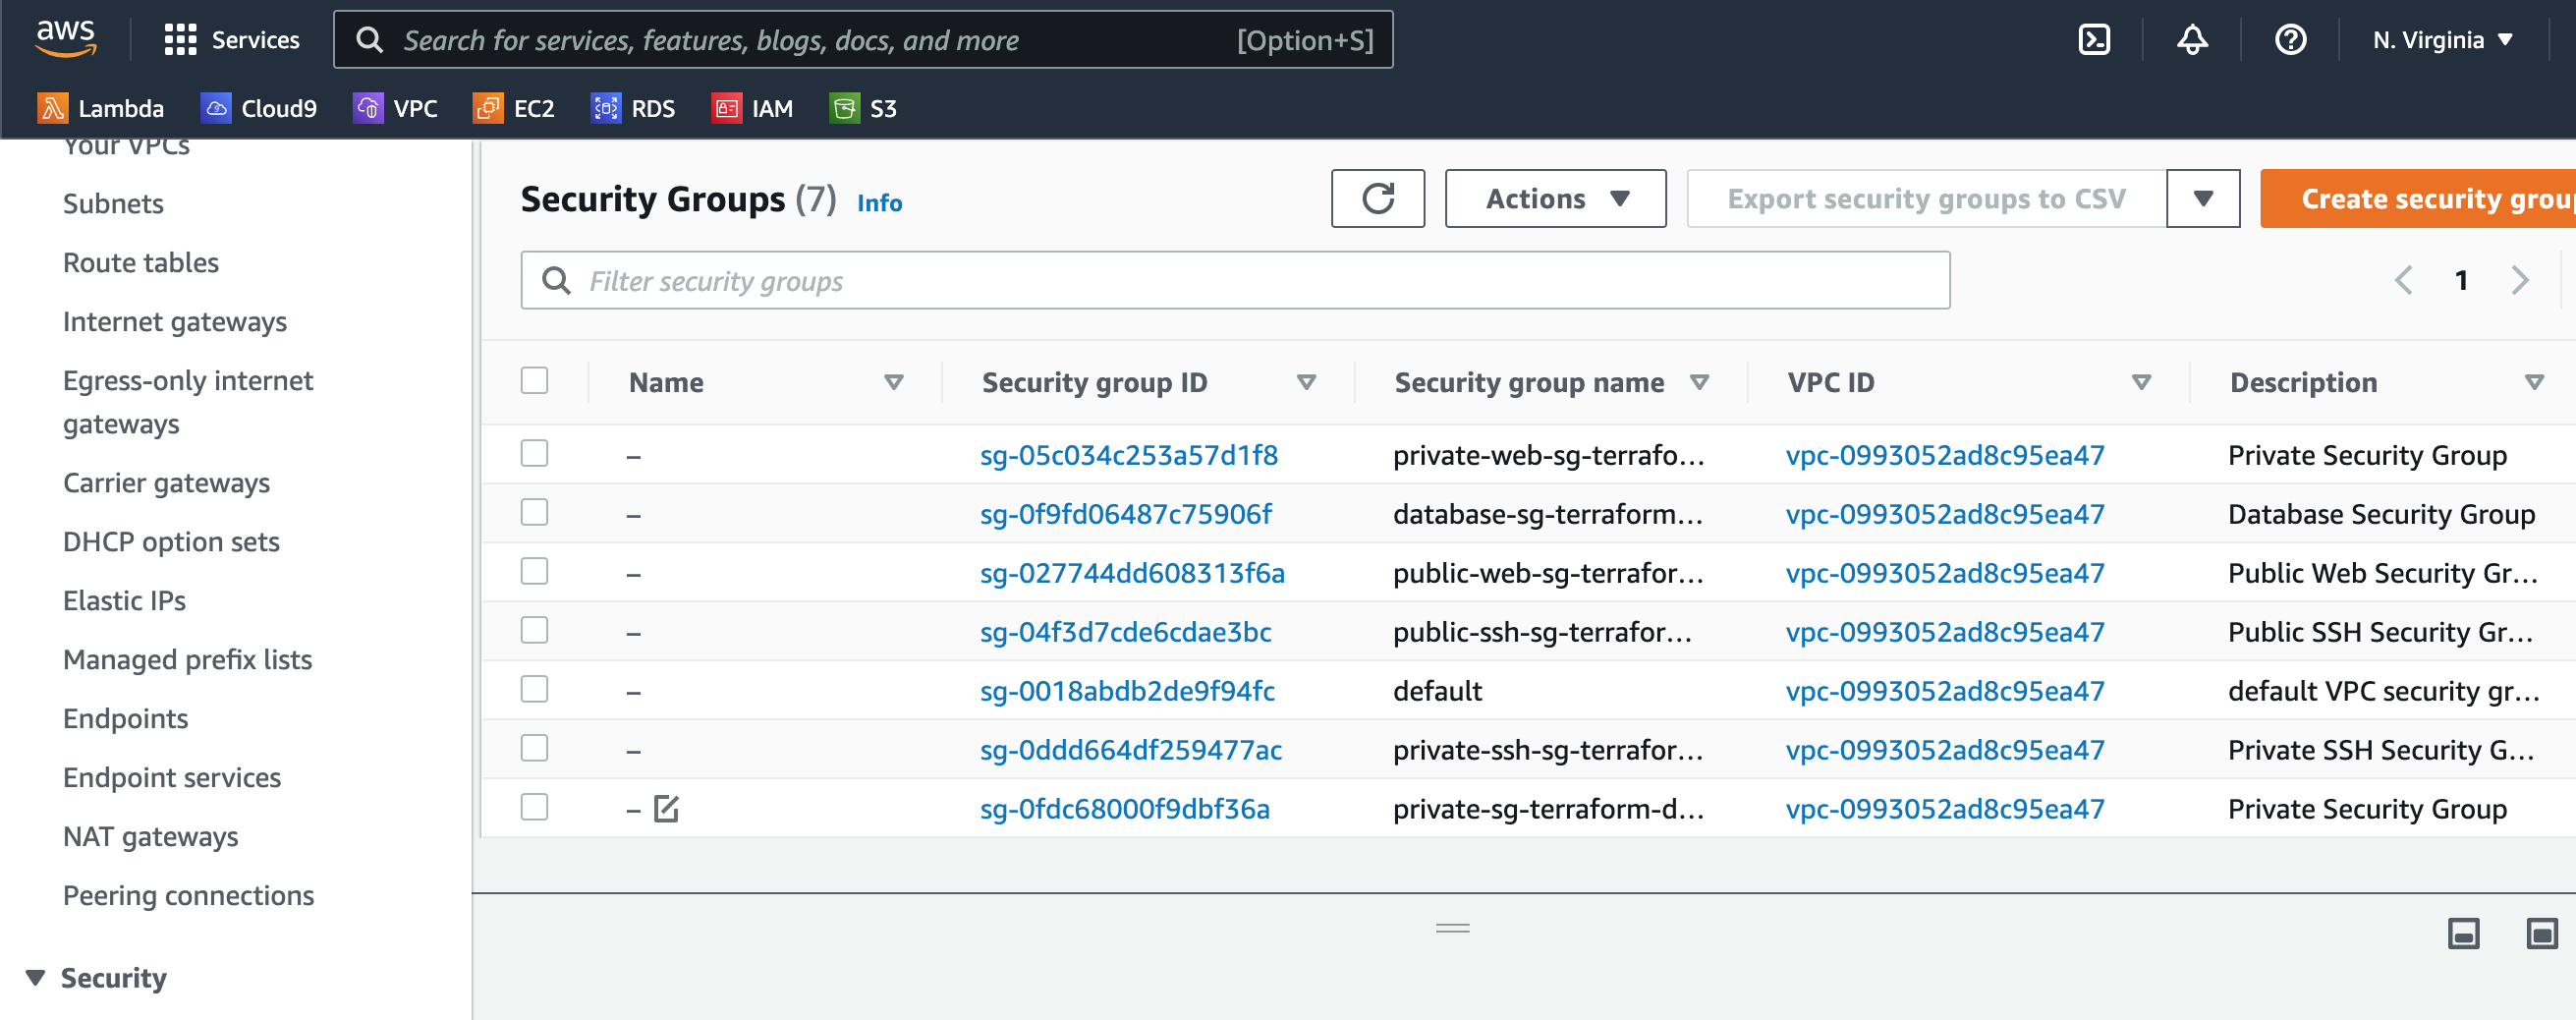 aws Services Search for services, features, blogs, docs, and more [Option+S] N. Virginia
Lambda Cloud9 VPC EC2 RDS IAM S3
Your VPCs
Subnets
Route tables
Internet gateways
Egress-only internet
gateways
Carrier gateways
DHCP option sets
Elastic IPs
Managed prefix lists
Endpoints
Endpoint services
NAT gateways
Peering connections
Security
Security Groups (7) Info Actions Export security groups to CSV Create security group
Filter security groups 1
Name Security group ID Security group name VPC ID Description
– sg-05c034c253a57d1f8 private-web-sg-terrafo... vpc-0993052ad8c95ea47 Private Security Group
– sg-0f9fd06487c75906f database-sg-terraform... vpc-0993052ad8c95ea47 Database Security Group
– sg-027744dd608313f6a public-web-sg-terrafor... vpc-0993052ad8c95ea47 Public Web Security Gr...
– sg-04f3d7cde6cdae3bc public-ssh-sg-terrafor... vpc-0993052ad8c95ea47 Public SSH Security Gr...
– sg-0018abdb2de9f94fc default vpc-0993052ad8c95ea47 default VPC security gr...
– sg-0ddd664df259477ac private-ssh-sg-terrafor... vpc-0993052ad8c95ea47 Private SSH Security G...
– sg-0fdc68000f9dbf36a private-sg-terraform-d... vpc-0993052ad8c95ea47 Private Security Group